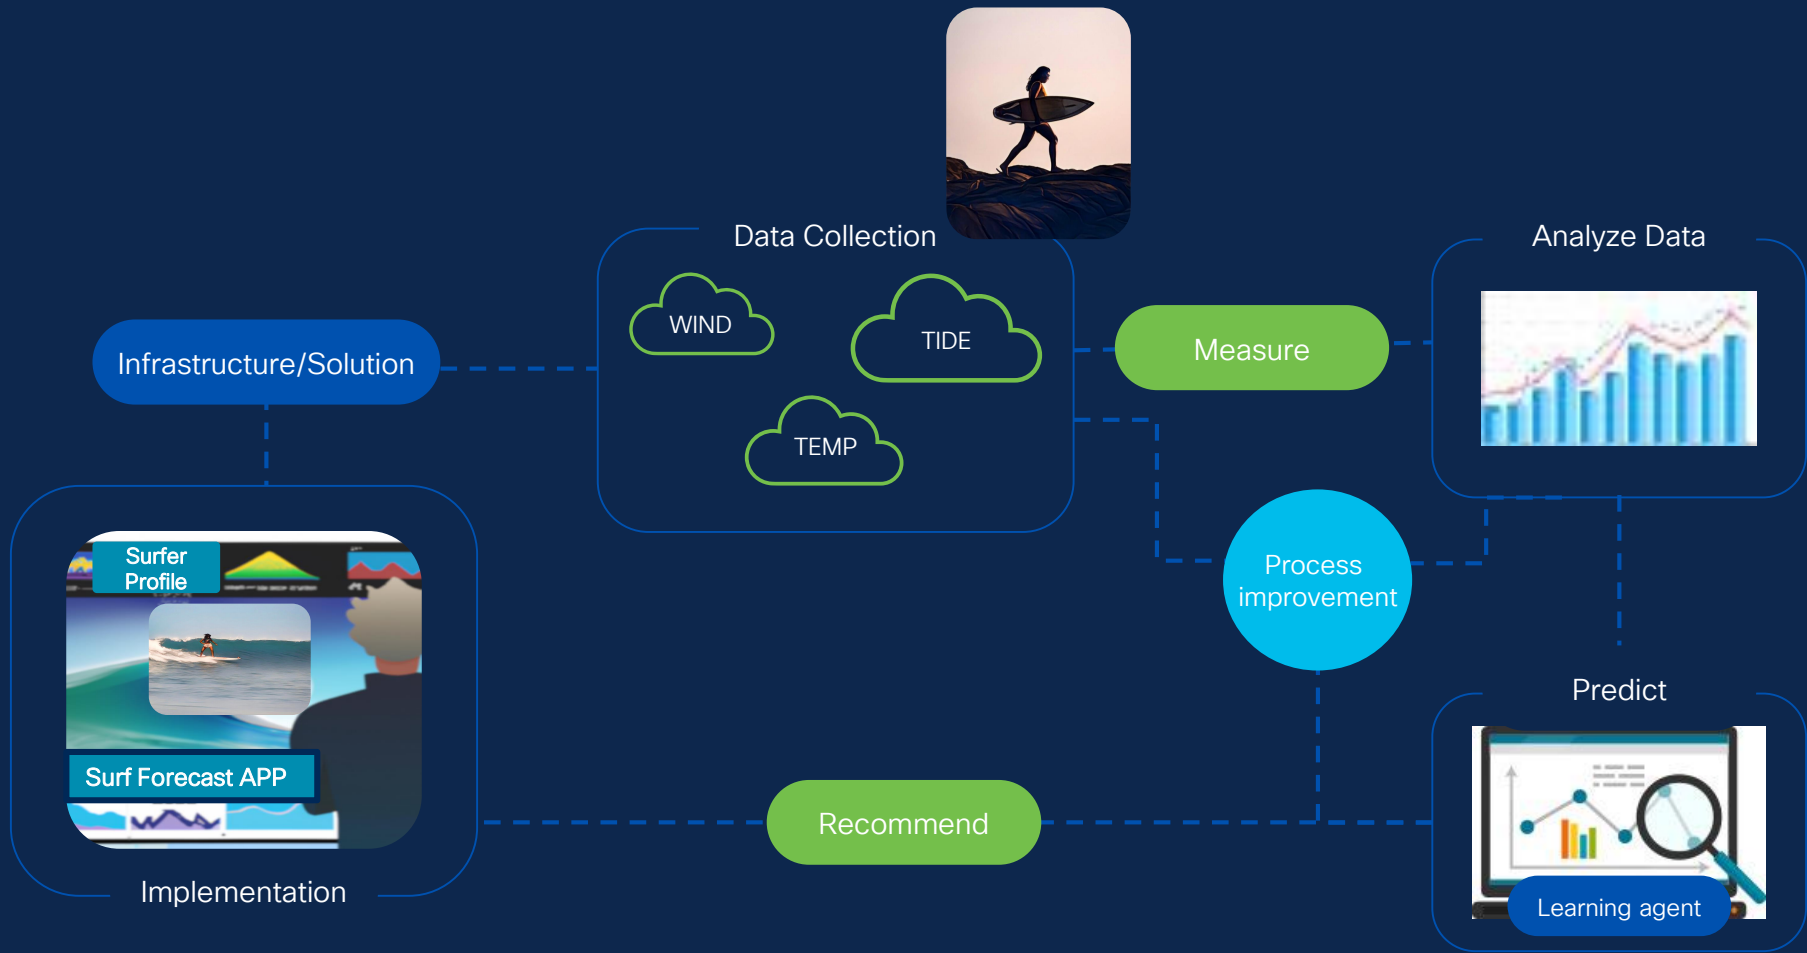 Data Collection
Analyze Data
WIND
TIDE
TEMP
Measure
Infrastructure/Solution
Process
improvement
Surfer
Profile
Surf Forecast APP
Implementation
Recommend
Predict
Learning agent